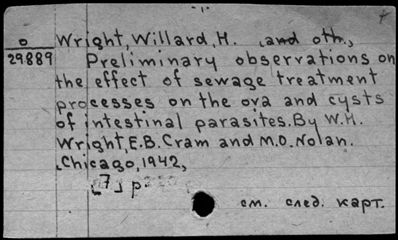 о
29889
Wright, Willard, H. and oth.,
Preliminary observations on
the effect of sewage treatment
processes on the ova and cysts
of intestinal parasites. By W.H.
Wright, E.B. Cram and M.O. Nolan.
Chicago, 1942,
[7] p
см. след. карт.